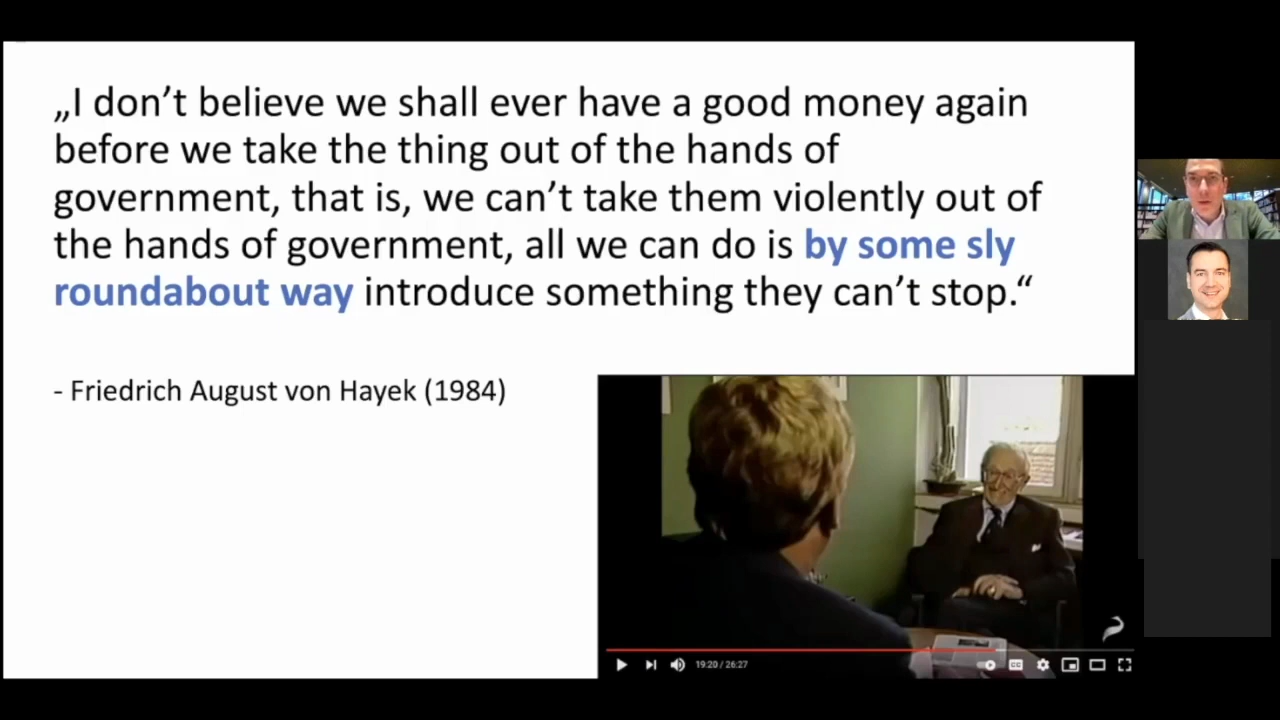 „I don’t believe we shall ever have a good money again
before we take the thing out of the hands of
government, that is, we can’t take them violently out of
the hands of government, all we can do is by some sly
roundabout way introduce something they can’t stop.“
- Friedrich August von Hayek (1984)
19:20 / 26:27
CC